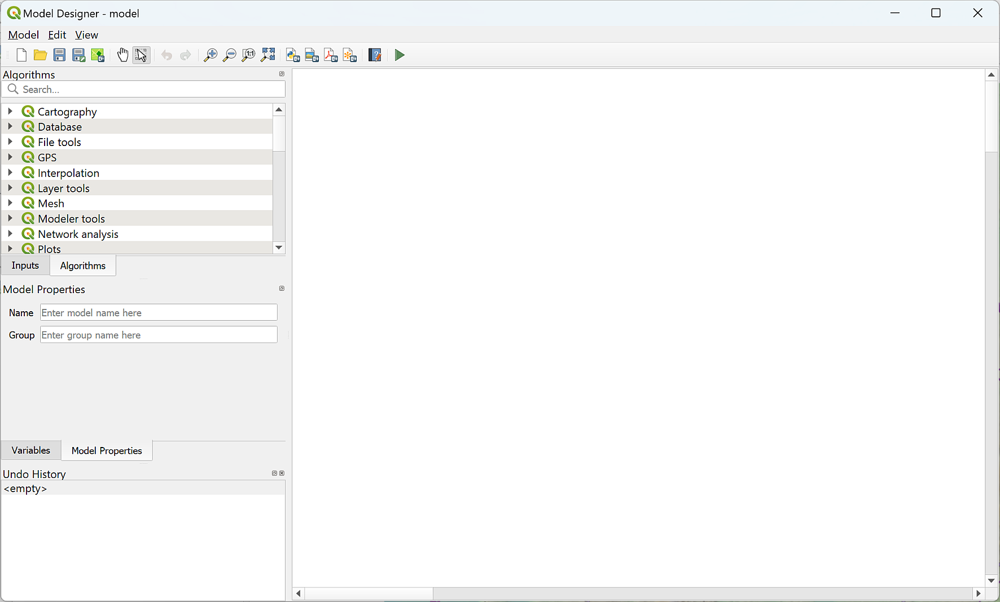 Model Designer - model
Model Edit View
1:1
Algorithms
Search...
Cartography
Database
File tools
GPS
Interpolation
Layer tools
Mesh
Modeler tools
Network analysis
Plots
Inputs Algorithms
Model Properties
Name Enter model name here
Group Enter group name here
Variables Model Properties
Undo History
<empty>